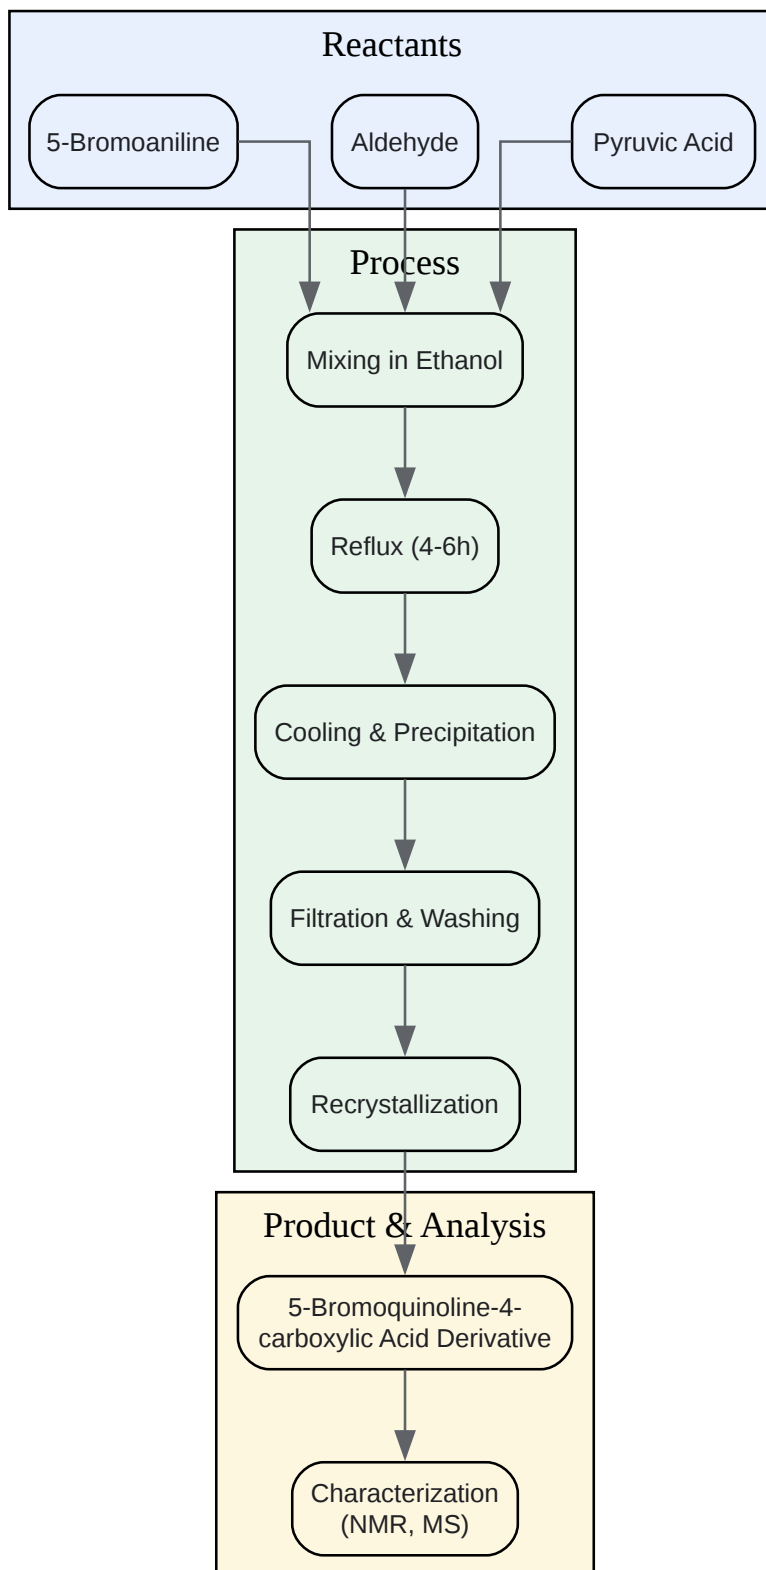 Reactants
5-Bromoaniline
Aldehyde
Pyruvic Acid
Process
Mixing in Ethanol
Reflux (4-6h)
Cooling & Precipitation
Filtration & Washing
Recrystallization
Product & Analysis
5-Bromoquinoline-4-
carboxylic Acid Derivative
Characterization
(NMR, MS)